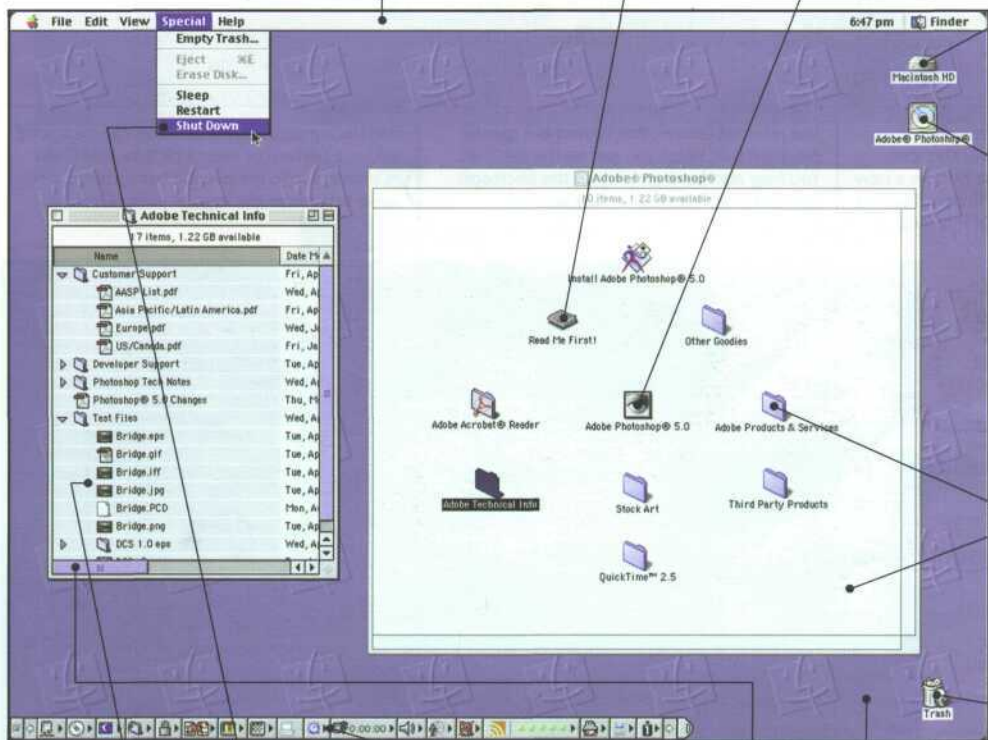 File Edit View Special Help
6:47 pm Finder
Empty Trash...
Eject ⌘E
Erase Disk...
Sleep
Restart
Shut Down
Macintosh HD
Adobe® Photoshop®
Adobe® Photoshop®
10 items, 1.22 GB available
Install Adobe Photoshop® 5.0
Read Me First!
Other Goodies
Adobe Acrobat® Reader
Adobe Photoshop® 5.0
Adobe Products & Services
Adobe Technical Info
Stock Art
Third Party Products
QuickTime™ 2.5
Adobe Technical Info
17 items, 1.22 GB available
Name Date
Customer Support Fri, Ap
AASP List.pdf Wed, Ap
Asia Pacific/Latin America.pdf Fri, Ap
Europe.pdf Wed, Ju
US/Canada.pdf Fri, Ja
Developer Support Tue, Ap
Photoshop Tech Notes Wed, Ap
Photoshop® 5.0 Changes Thu, M
Test Files Wed, Ap
Bridge.eps Tue, Ap
Bridge.gif Tue, Ap
Bridge.iff Tue, Ap
Bridge.jpg Tue, Ap
Bridge.PCD Mon, A
Bridge.png Tue, Ap
DCS 1.0 eps Wed, A
Trash